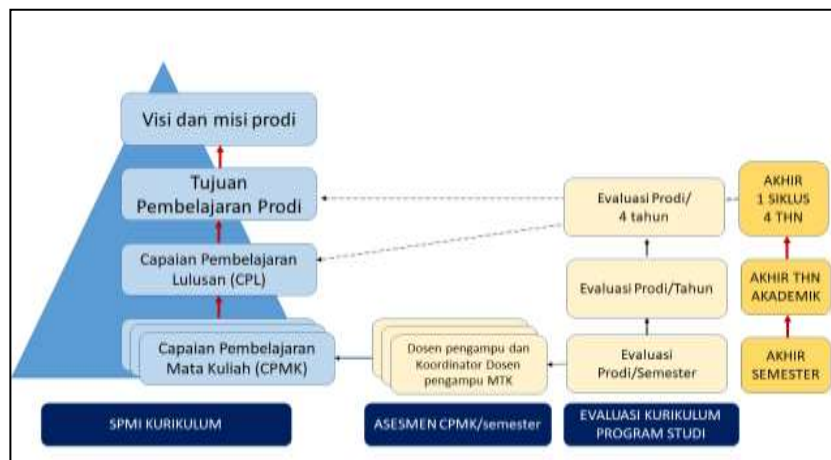 Visi dan misi prodi
Tujuan
Pembelajaran Prodi
Capaian Pembelajaran
Lulusan (CPL)
Capaian Pembelajaran
Mata Kuliah (CPMK)
SPMI KURIKULUM
Dosen pengampu dan
Koordinator Dosen
pengampu MTK
ASESMEN CPMK/semester
Evaluasi Prodi/
4 tahun
Evaluasi Prodi/Tahun
Evaluasi
Prodi/Semester
EVALUASI KURIKULUM
PROGRAM STUDI
AKHIR
1 SIKLUS
4 THN
AKHIR THN
AKADEMIK
AKHIR
SEMESTER